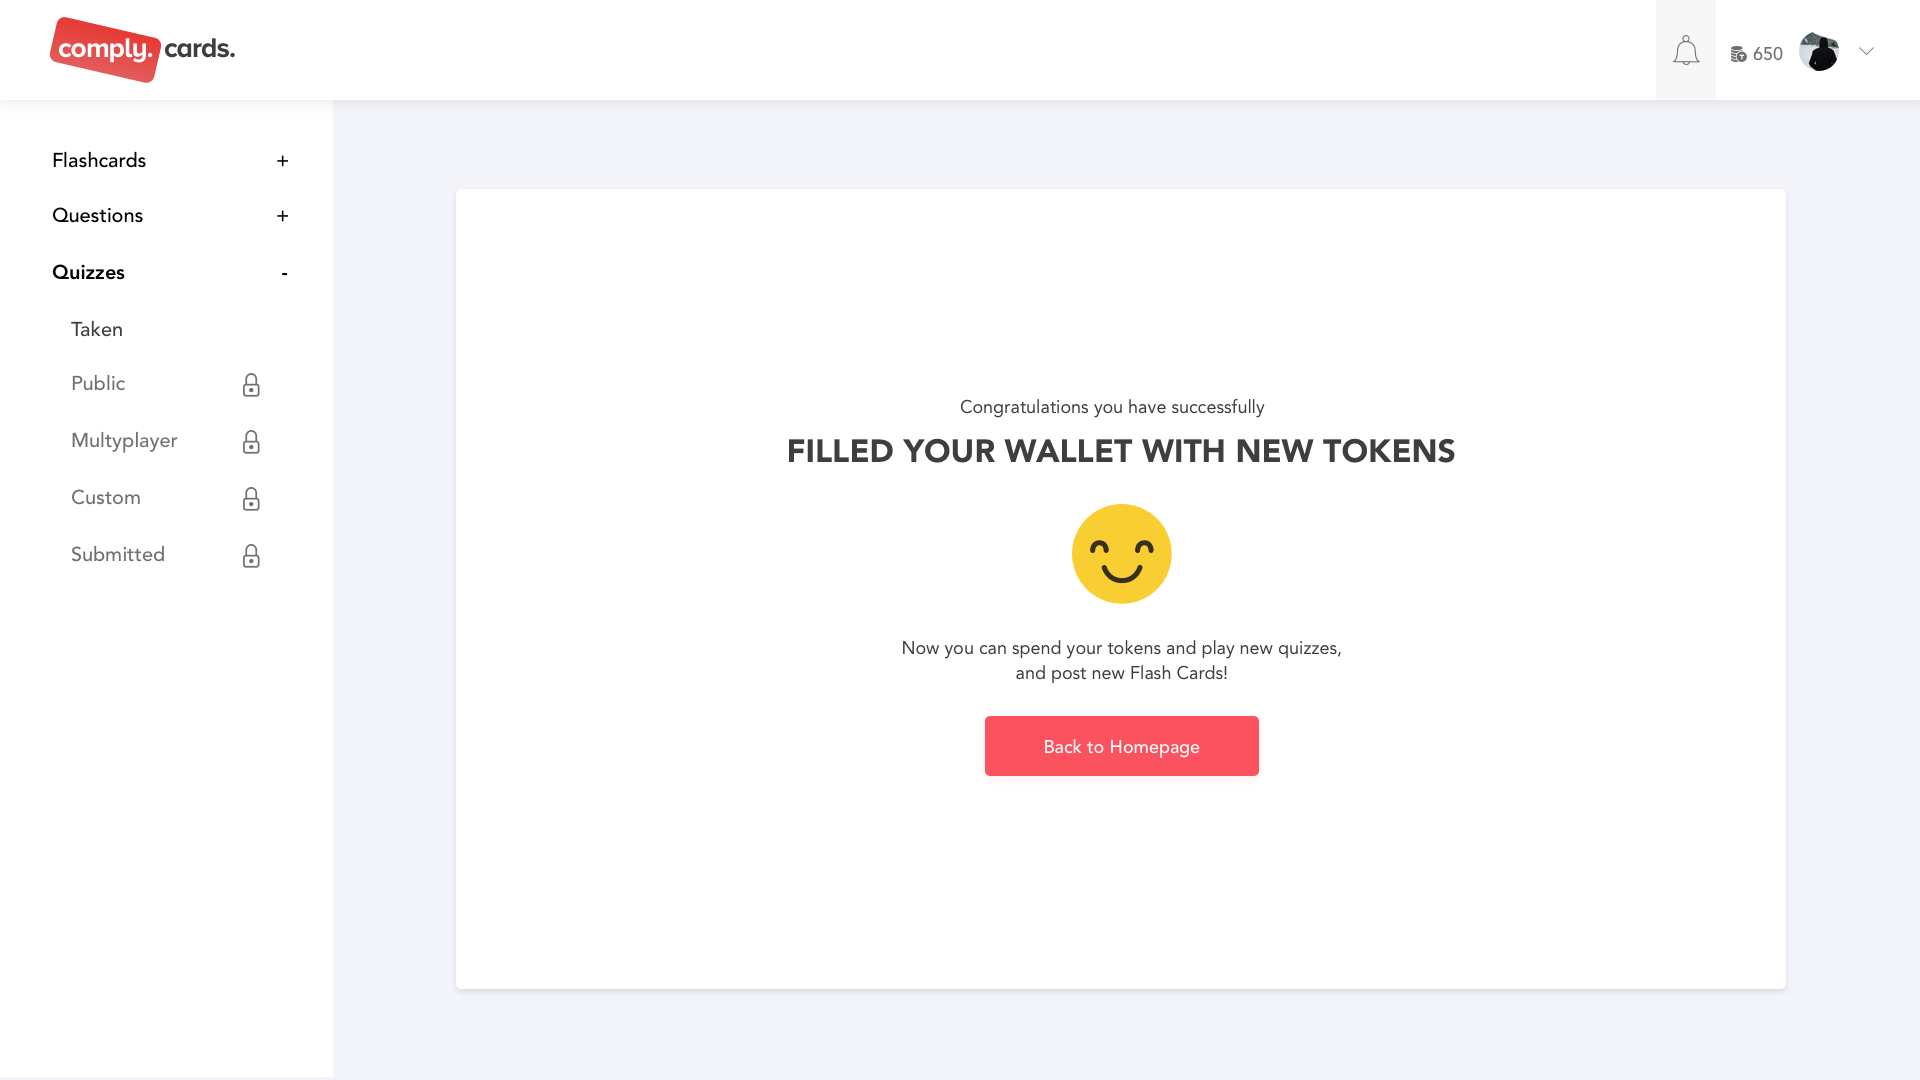 comply. cards.
650
Flashcards +
Questions +
Quizzes -
Taken
Public
Multyplayer
Custom
Submitted
Congratulations you have successfully
FILLED YOUR WALLET WITH NEW TOKENS
Now you can spend your tokens and play new quizzes,
and post new Flash Cards!
Back to Homepage